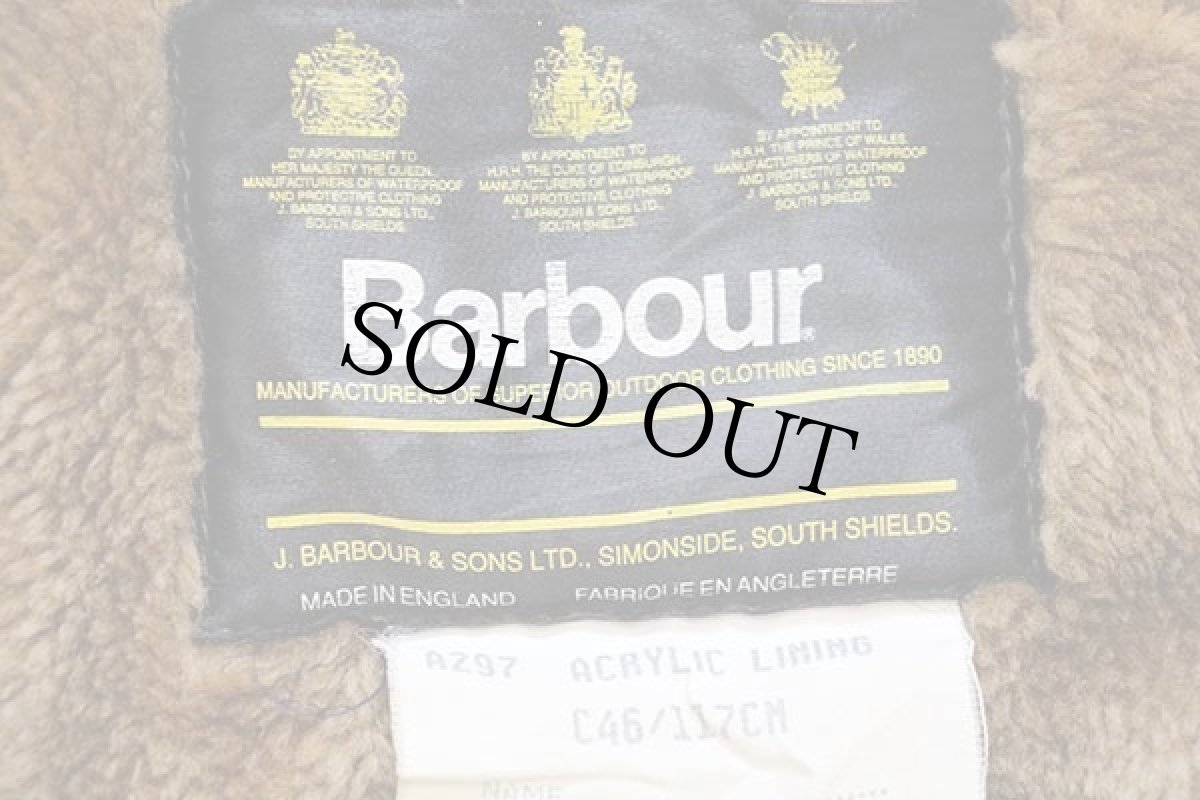 BY APPOINTMENT TO
HER MAJESTY THE QUEEN.
MANUFACTURERS OF WATERPROOF
AND PROTECTIVE CLOTHING
J. BARBOUR & SONS LTD.,
SOUTH SHIELDS.
BY APPOINTMENT TO
H.R.H. THE DUKE OF EDINBURGH.
MANUFACTURERS OF WATERPROOF
AND PROTECTIVE CLOTHING
J. BARBOUR & SONS LTD.,
SOUTH SHIELDS.
BY APPOINTMENT TO
H.R.H. THE PRINCE OF WALES.
MANUFACTURERS OF WATERPROOF
AND PROTECTIVE CLOTHING
J. BARBOUR & SONS LTD.,
SOUTH SHIELDS.
Barbour
SOLD OUT
MANUFACTURERS OF SUPERIOR OUTDOOR CLOTHING SINCE 1890
J. BARBOUR & SONS LTD., SIMONSIDE, SOUTH SHIELDS.
MADE IN ENGLAND FABRIQUE EN ANGLETERRE
A297 ACRYLIC LINING
C46/117CM
NAME